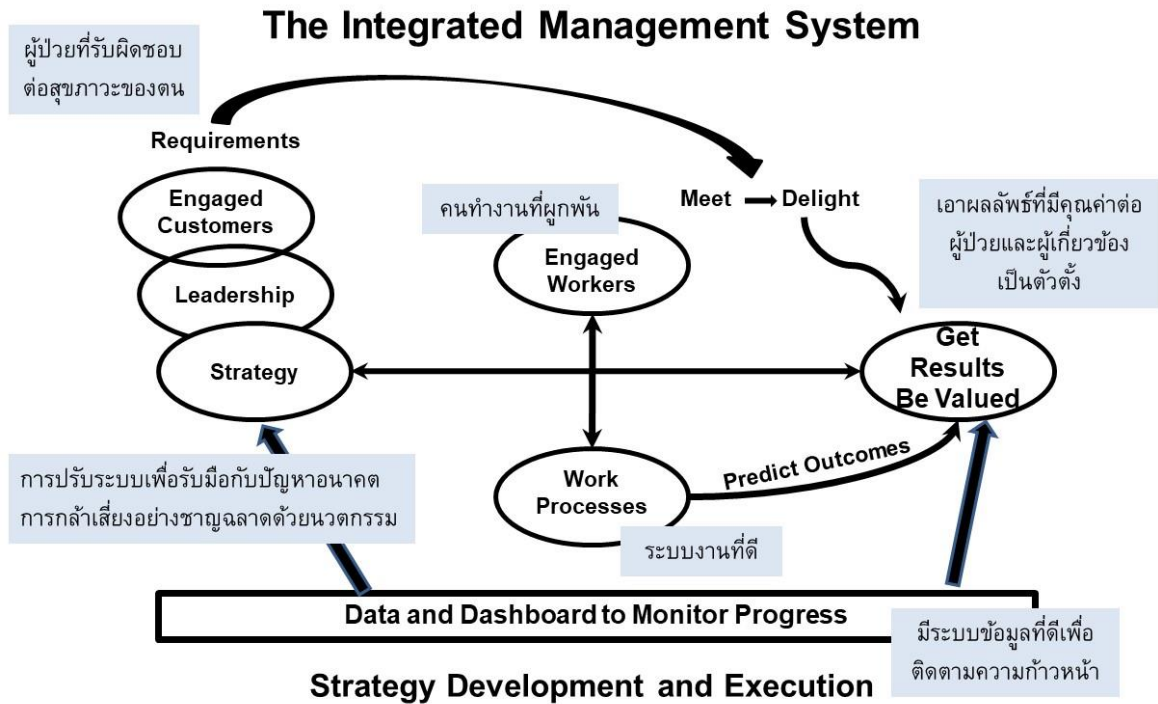 The Integrated Management System
ผู้ป่วยที่รับผิดชอบ
ต่อสุขภาวะของตน
Requirements
Engaged
Customers
Leadership
Strategy
คนทำงานที่ผูกพัน
Engaged
Workers
Meet
Delight
เอาผลลัพธ์ที่มีคุณค่าต่อ
ผู้ป่วยและผู้เกี่ยวข้อง
เป็นตัวตั้ง
Get
Results
Be Valued
การปรับระบบเพื่อรับมือกับปัญหาอนาคต
การกล้าเสี่ยงอย่างชาญฉลาดด้วยนวตกรรม
Work
Processes
Predict Outcomes
ระบบงานที่ดี
Data and Dashboard to Monitor Progress
มีระบบข้อมูลที่ดีเพื่อ
ติดตามความก้าวหน้า
Strategy Development and Execution